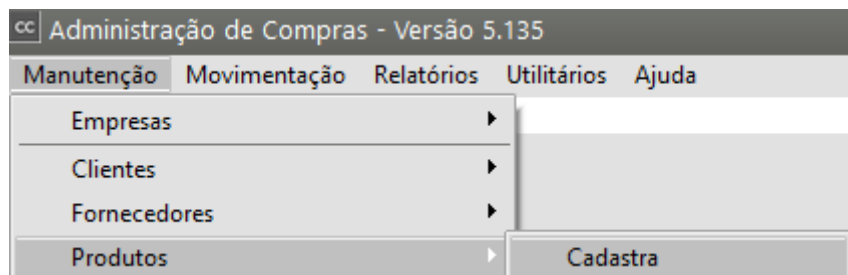 cc Administração de Compras - Versão 5.135
Manutenção Movimentação Relatórios Utilitários Ajuda
Empresas
Clientes
Fornecedores
Produtos Cadastra